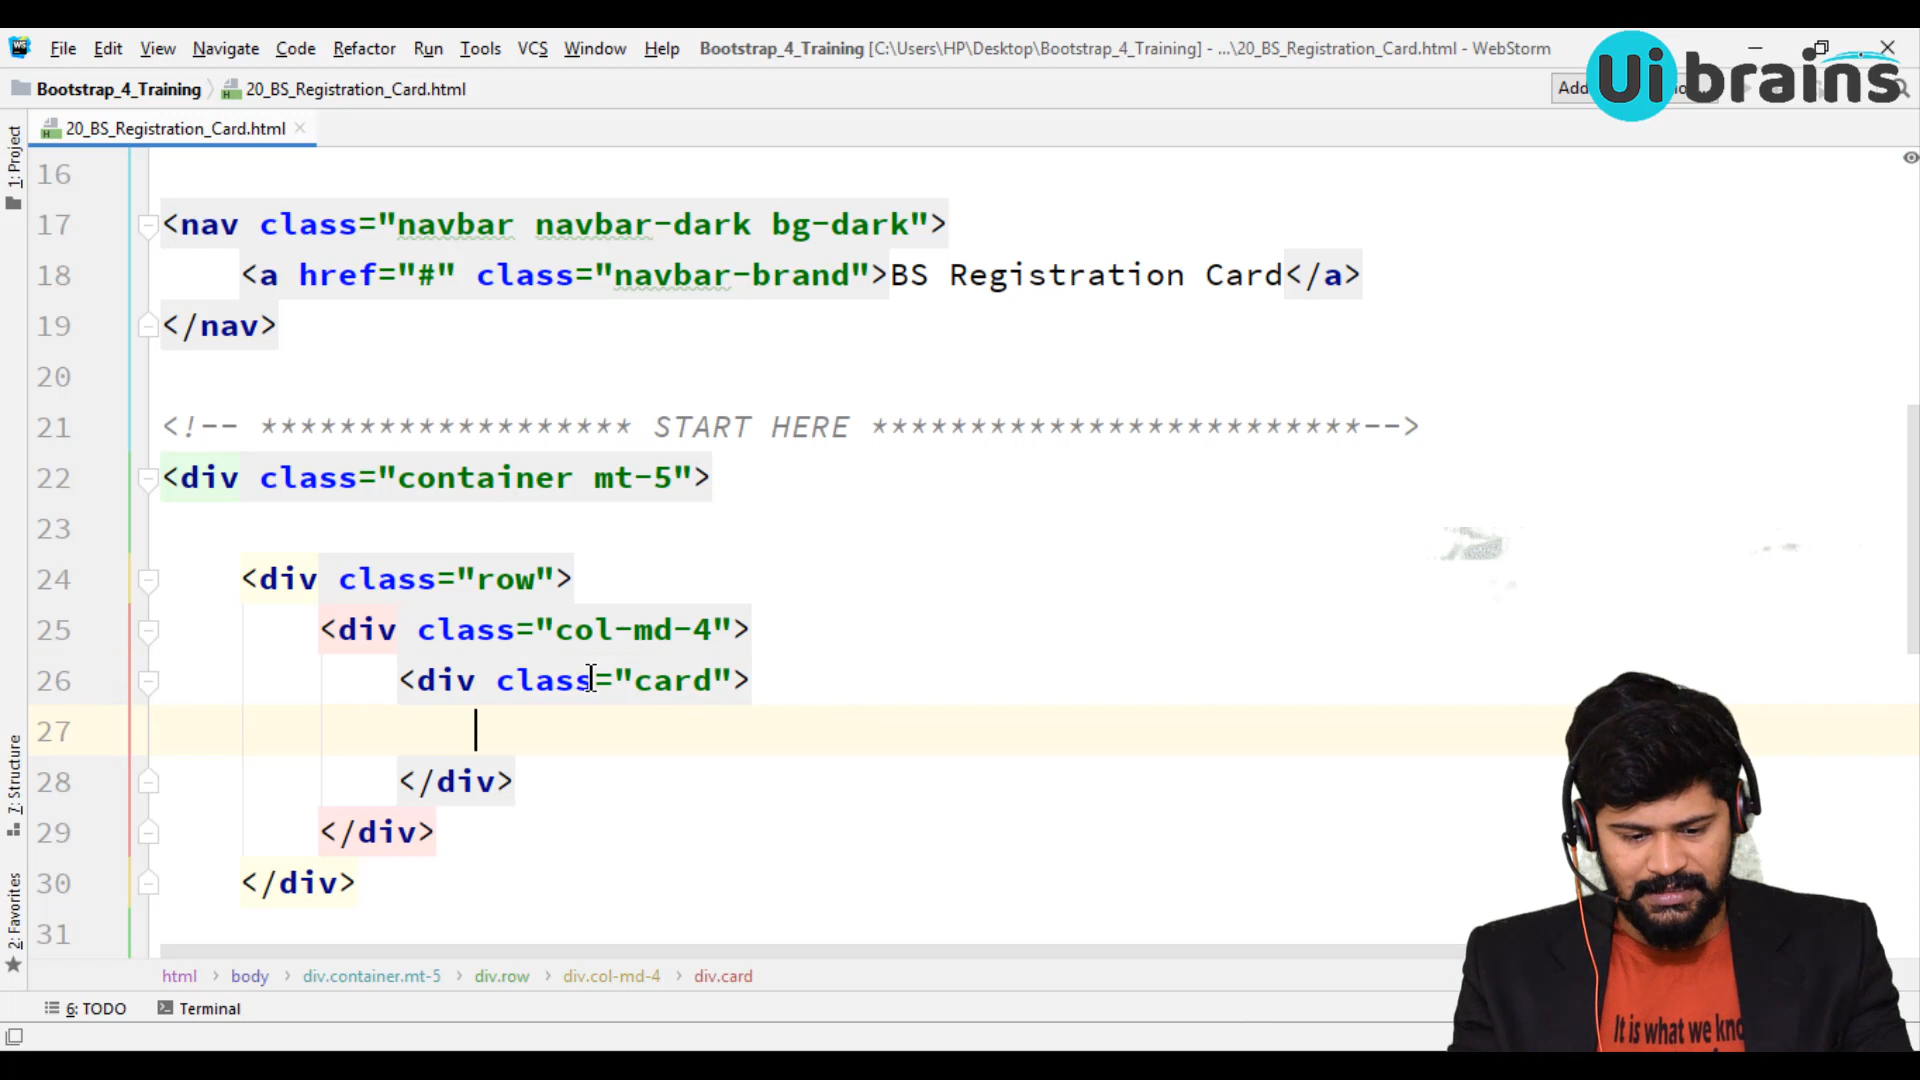 File Edit View Navigate Code Refactor Run Tools VCS Window Help Bootstrap_4_Training [C:\Users\HP\Desktop\Bootstrap_4_Training] - ...\20_BS_Registration_Card.html - WebStorm
Ui brains
Bootstrap_4_Training 20_BS_Registration_Card.html
20_BS_Registration_Card.html
1: Project
7: Structure
2: Favorites
16
17 <nav class="navbar navbar-dark bg-dark">
18 <a href="#" class="navbar-brand">BS Registration Card</a>
19 </nav>
20
21 <!-- ******************* START HERE *************************-->
22 <div class="container mt-5">
23
24 <div class="row">
25 <div class="col-md-4">
26 <div class="card">
27
28 </div>
29 </div>
30 </div>
31
html › body › div.container.mt-5 › div.row › div.col-md-4 › div.card
6: TODO Terminal
It is what we